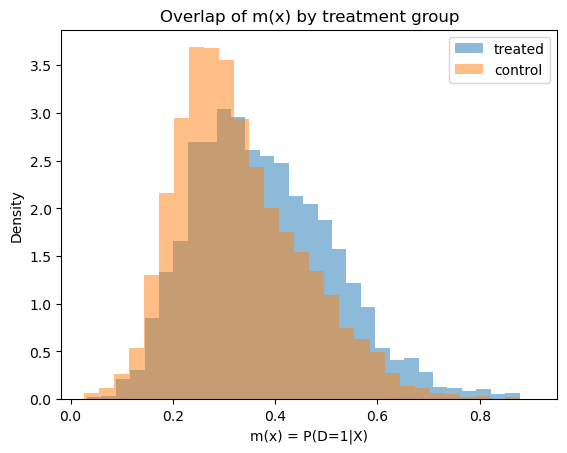 Overlap of m(x) by treatment group
treated
control
Density
3.5
3.0
2.5
2.0
1.5
1.0
0.5
0.0
0.0 0.2 0.4 0.6 0.8
m(x) = P(D=1|X)